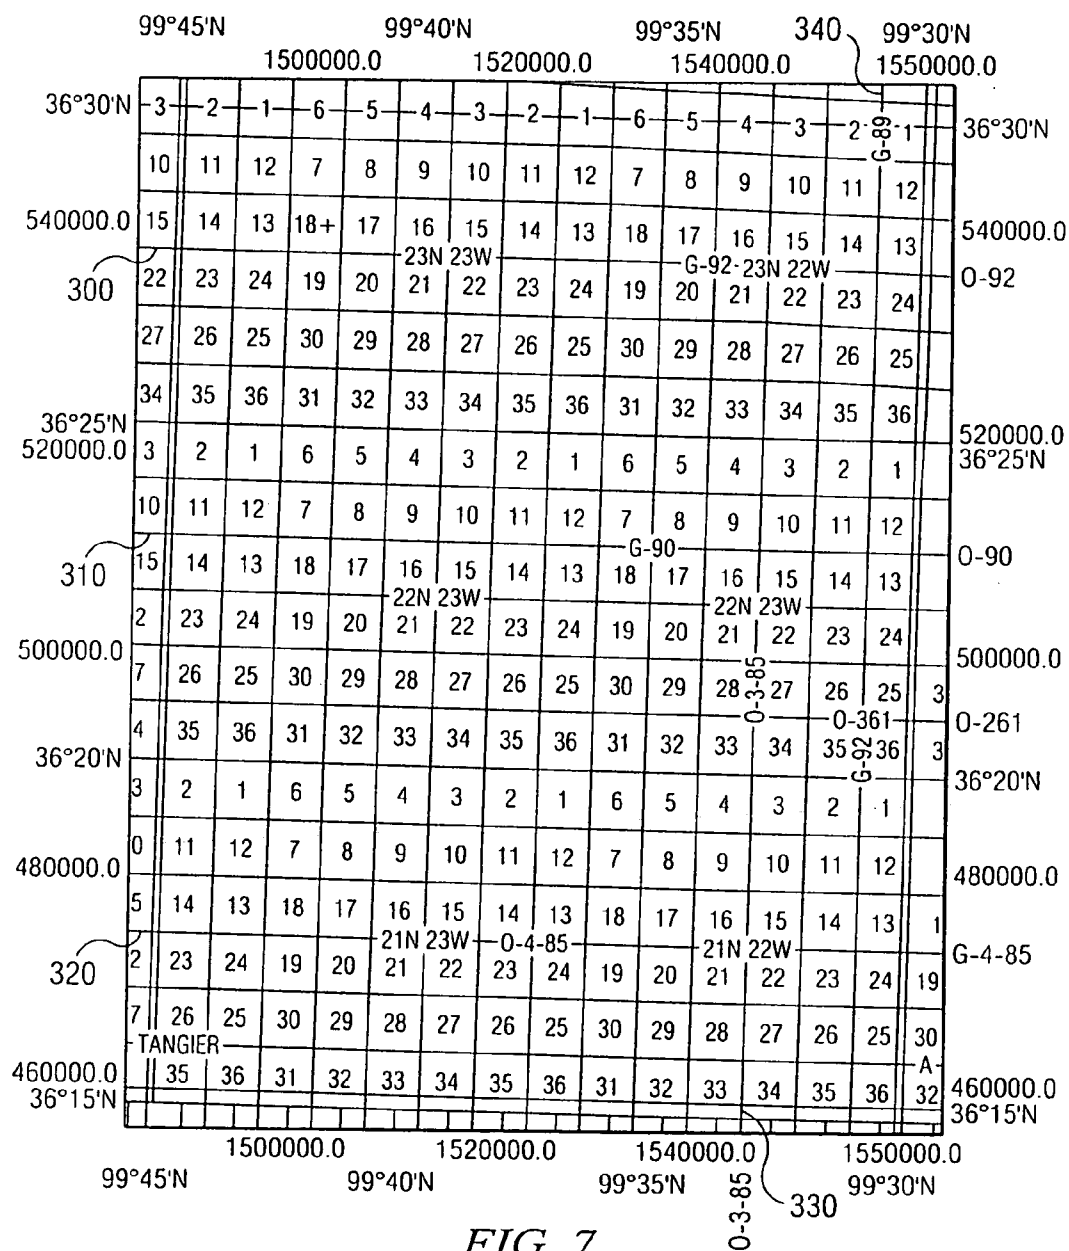 99°45'N 99°40'N 99°35'N 340 99°30'N
1500000.0 1520000.0 1540000.0 1550000.0
36°30'N 3 2 1 6 5 4 3 2 1 6 5 4 3 2 G-89 1 36°30'N
10 11 12 7 8 9 10 11 12 7 8 9 10 11 12
540000.0 15 14 13 18+ 17 16 15 14 13 18 17 16 15 14 13 540000.0
300 23N 23W G-92 23N 22W O-92
22 23 24 19 20 21 22 23 24 19 20 21 22 23 24
27 26 25 30 29 28 27 26 25 30 29 28 27 26 25
34 35 36 31 32 33 34 35 36 31 32 33 34 35 36
36°25'N 520000.0
520000.0 3 2 1 6 5 4 3 2 1 6 5 4 3 2 1 36°25'N
10 11 12 7 8 9 10 11 12 7 8 9 10 11 12
310 G-90 O-90
15 14 13 18 17 16 15 14 13 18 17 16 15 14 13
22N 23W 22N 23W
2 23 24 19 20 21 22 23 24 19 20 21 22 23 24
500000.0 500000.0
7 26 25 30 29 28 27 26 25 30 29 28 O-3-85 27 26 25 3
O-361 O-261
4 35 36 31 32 33 34 35 36 31 32 33 34 35 G-92 36 3
36°20'N 36°20'N
3 2 1 6 5 4 3 2 1 6 5 4 3 2 1
0 11 12 7 8 9 10 11 12 7 8 9 10 11 12
480000.0 480000.0
5 14 13 18 17 16 15 14 13 18 17 16 15 14 13 1
320 21N 23W O-4-85 21N 22W G-4-85
2 23 24 19 20 21 22 23 24 19 20 21 22 23 24 19
7 26 25 30 29 28 27 26 25 30 29 28 27 26 25 30
TANGIER A
460000.0 35 36 31 32 33 34 35 36 31 32 33 34 35 36 32 460000.0
36°15'N 36°15'N
1500000.0 1520000.0 1540000.0 1550000.0
99°45'N 99°40'N 99°35'N O-3-85 330 99°30'N
FIG. 7